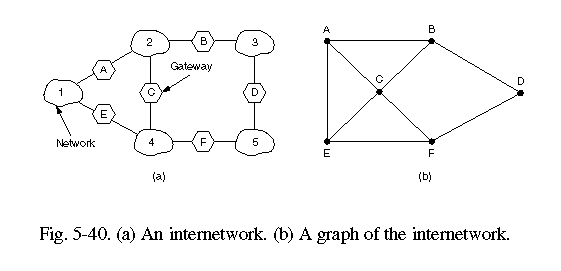 2
B
3
A
Gateway
1
C
D
E
Network
4
F
5
(a)
A
B
C
D
E
F
(b)
Fig. 5-40. (a) An internetwork. (b) A graph of the internetwork.